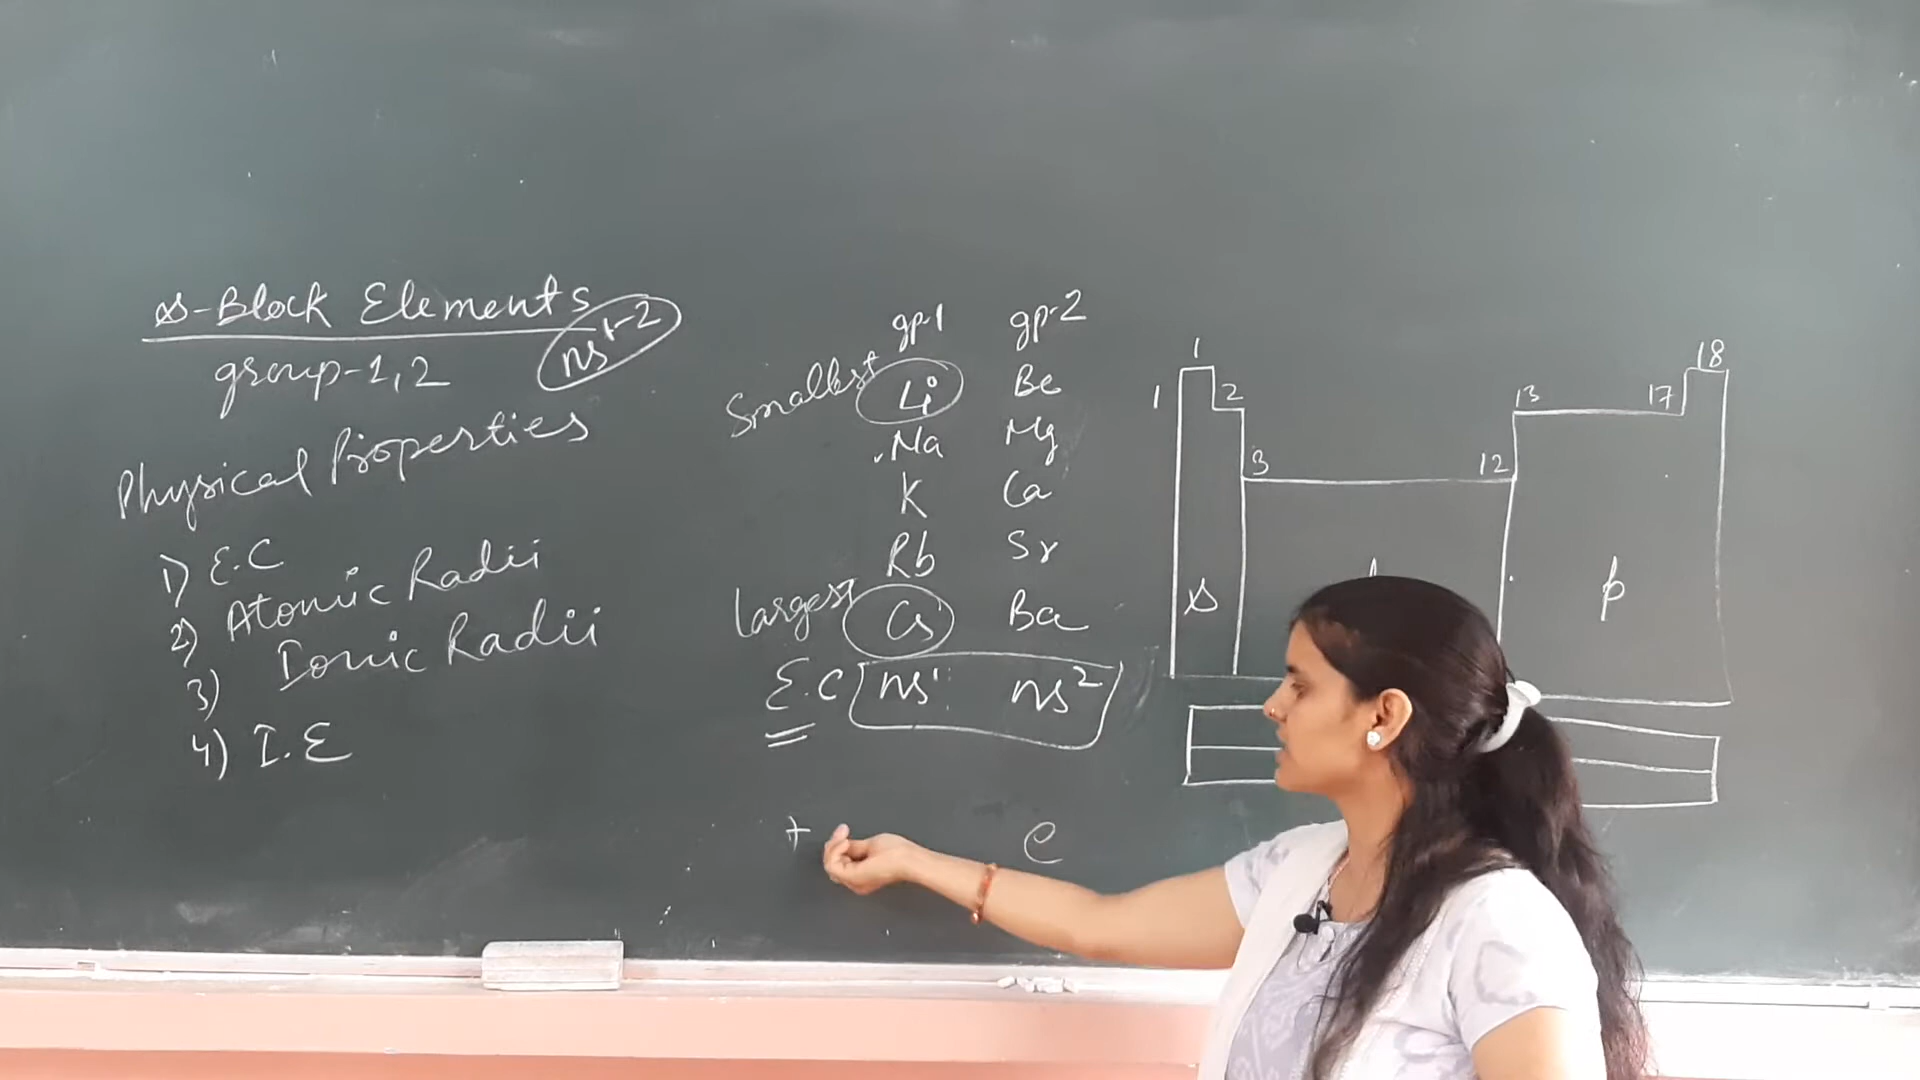 s-Block Elements
ns¹⁻²
group-1,2
Physical Properties
1) E.C
2) Atomic Radii
3) Ionic Radii
4) I.E
gp-1 gp-2
Smallest Li Be
Na Mg
K Ca
Rb Sr
largest Cs Ba
E.C ns¹ ns²
+ e
1 18
1 2 13 17
3 12
s p